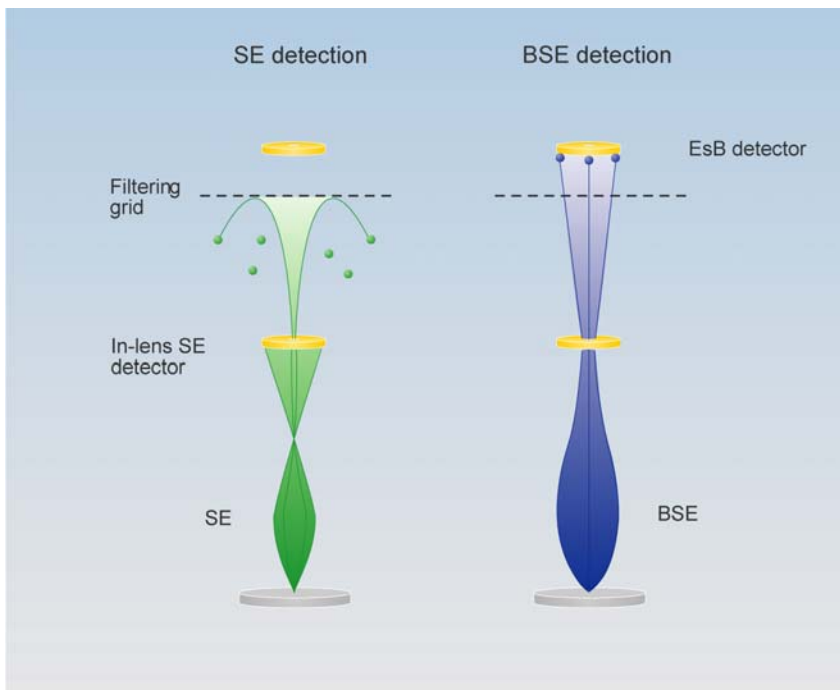 SE detection
BSE detection
EsB detector
Filtering
grid
In-lens SE
detector
SE
BSE